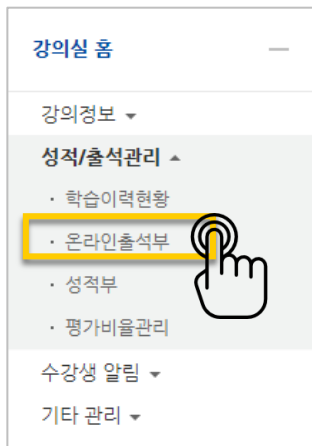 강의실 홈
강의정보
성적/출석관리
· 학습이력현황
· 온라인출석부
· 성적부
· 평가비율관리
수강생 알림
기타 관리